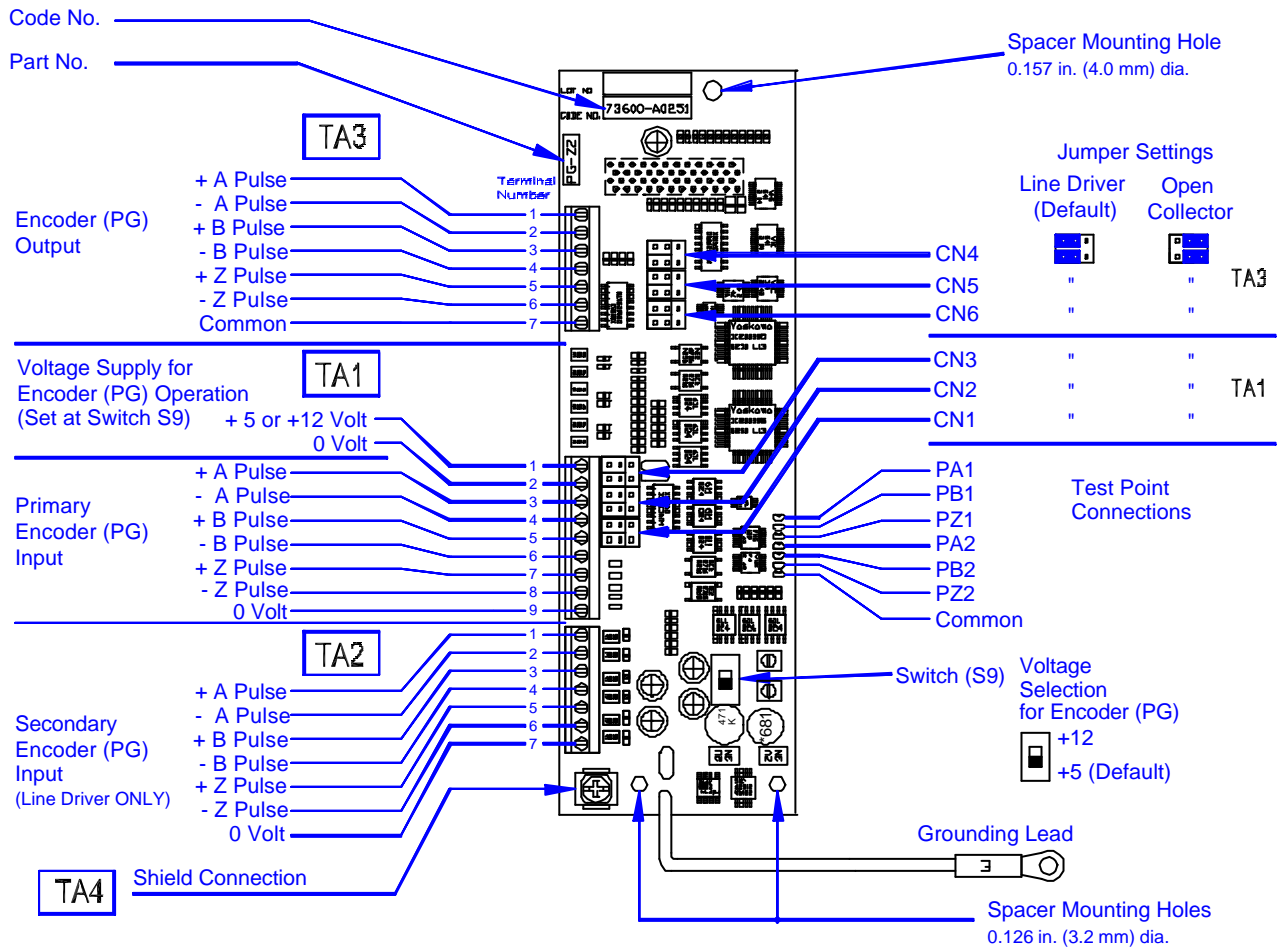 Code No.
Part No.
Spacer Mounting Hole
0.157 in. (4.0 mm) dia.
LOT NO
CODE NO.
73600-A0251
PG-Z2
TA3
Encoder (PG)
Output
+ A Pulse
- A Pulse
+ B Pulse
- B Pulse
+ Z Pulse
- Z Pulse
Common
Terminal
Number
1
2
3
4
5
6
7
Jumper Settings
Line Driver
(Default)
Open
Collector
CN4
CN5 " " TA3
CN6 " "
CN3 " "
CN2 " " TA1
CN1 " "
Yaskawa
Yaskawa
Voltage Supply for
Encoder (PG) Operation
(Set at Switch S9)
TA1
+ 5 or +12 Volt
0 Volt
Primary
Encoder (PG)
Input
+ A Pulse
- A Pulse
+ B Pulse
- B Pulse
+ Z Pulse
- Z Pulse
0 Volt
1
2
3
4
5
6
7
8
9
PA1
PB1
PZ1
PA2
PB2
PZ2
Common
Test Point
Connections
TA2
Secondary
Encoder (PG)
Input
(Line Driver ONLY)
+ A Pulse
- A Pulse
+ B Pulse
- B Pulse
+ Z Pulse
- Z Pulse
0 Volt
1
2
3
4
5
6
7
Switch (S9)
Voltage
Selection
for Encoder (PG)
+12
+5 (Default)
471
K
*681
TA4
Shield Connection
Grounding Lead
3
Spacer Mounting Holes
0.126 in. (3.2 mm) dia.